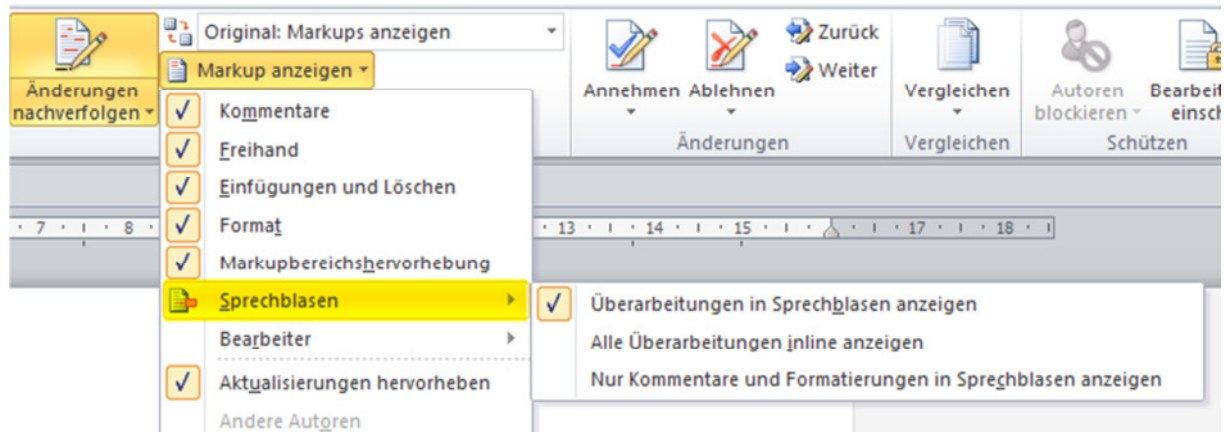 Original: Markups anzeigen
Markup anzeigen
Änderungen
nachverfolgen
Zurück
Weiter
Annehmen Ablehnen
Änderungen
Vergleichen
Vergleichen
Autoren
blockieren
Bearbeit
einsch
Schützen
Kommentare
Freihand
Einfügungen und Löschen
Format
Markupbereichshervorhebung
Sprechblasen
Bearbeiter
Aktualisierungen hervorheben
Andere Autoren
· 7 · ı · 8 ·
· 13 · ı · 14 · ı · 15 · ı · ı · 17 · ı · 18 · ı
Überarbeitungen in Sprechblasen anzeigen
Alle Überarbeitungen inline anzeigen
Nur Kommentare und Formatierungen in Sprechblasen anzeigen